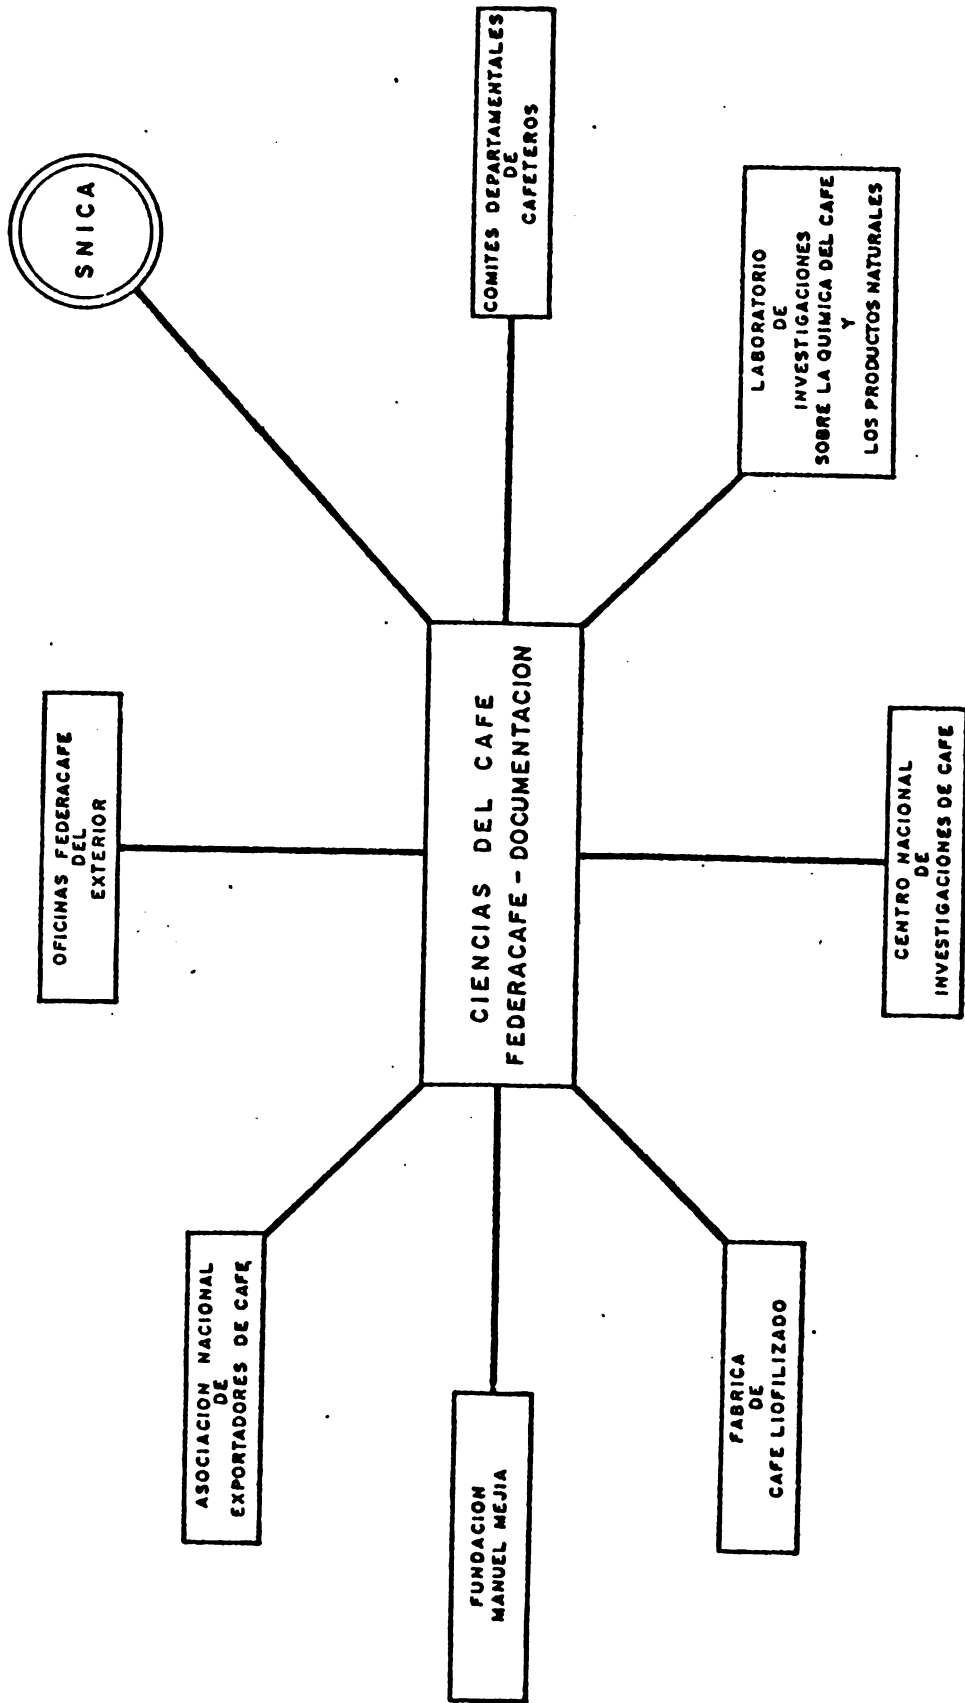 SNICA
OFICINAS FEDERACAFE
DEL
EXTERIOR
ASOCIACION NACIONAL
DE
EXPORTADORES DE CAFE
COMITES DEPARTAMENTALES
DE
CAFETEROS
CIENCIAS DEL CAFE
FEDERACAFE - DOCUMENTACION
FUNDACION
MANUEL MEJIA
LABORATORIO
DE
INVESTIGACIONES
SOBRE LA QUIMICA DEL CAFE
Y
LOS PRODUCTOS NATURALES
FABRICA
DE
CAFE LIOFILIZADO
CENTRO NACIONAL
DE
INVESTIGACIONES DE CAFE